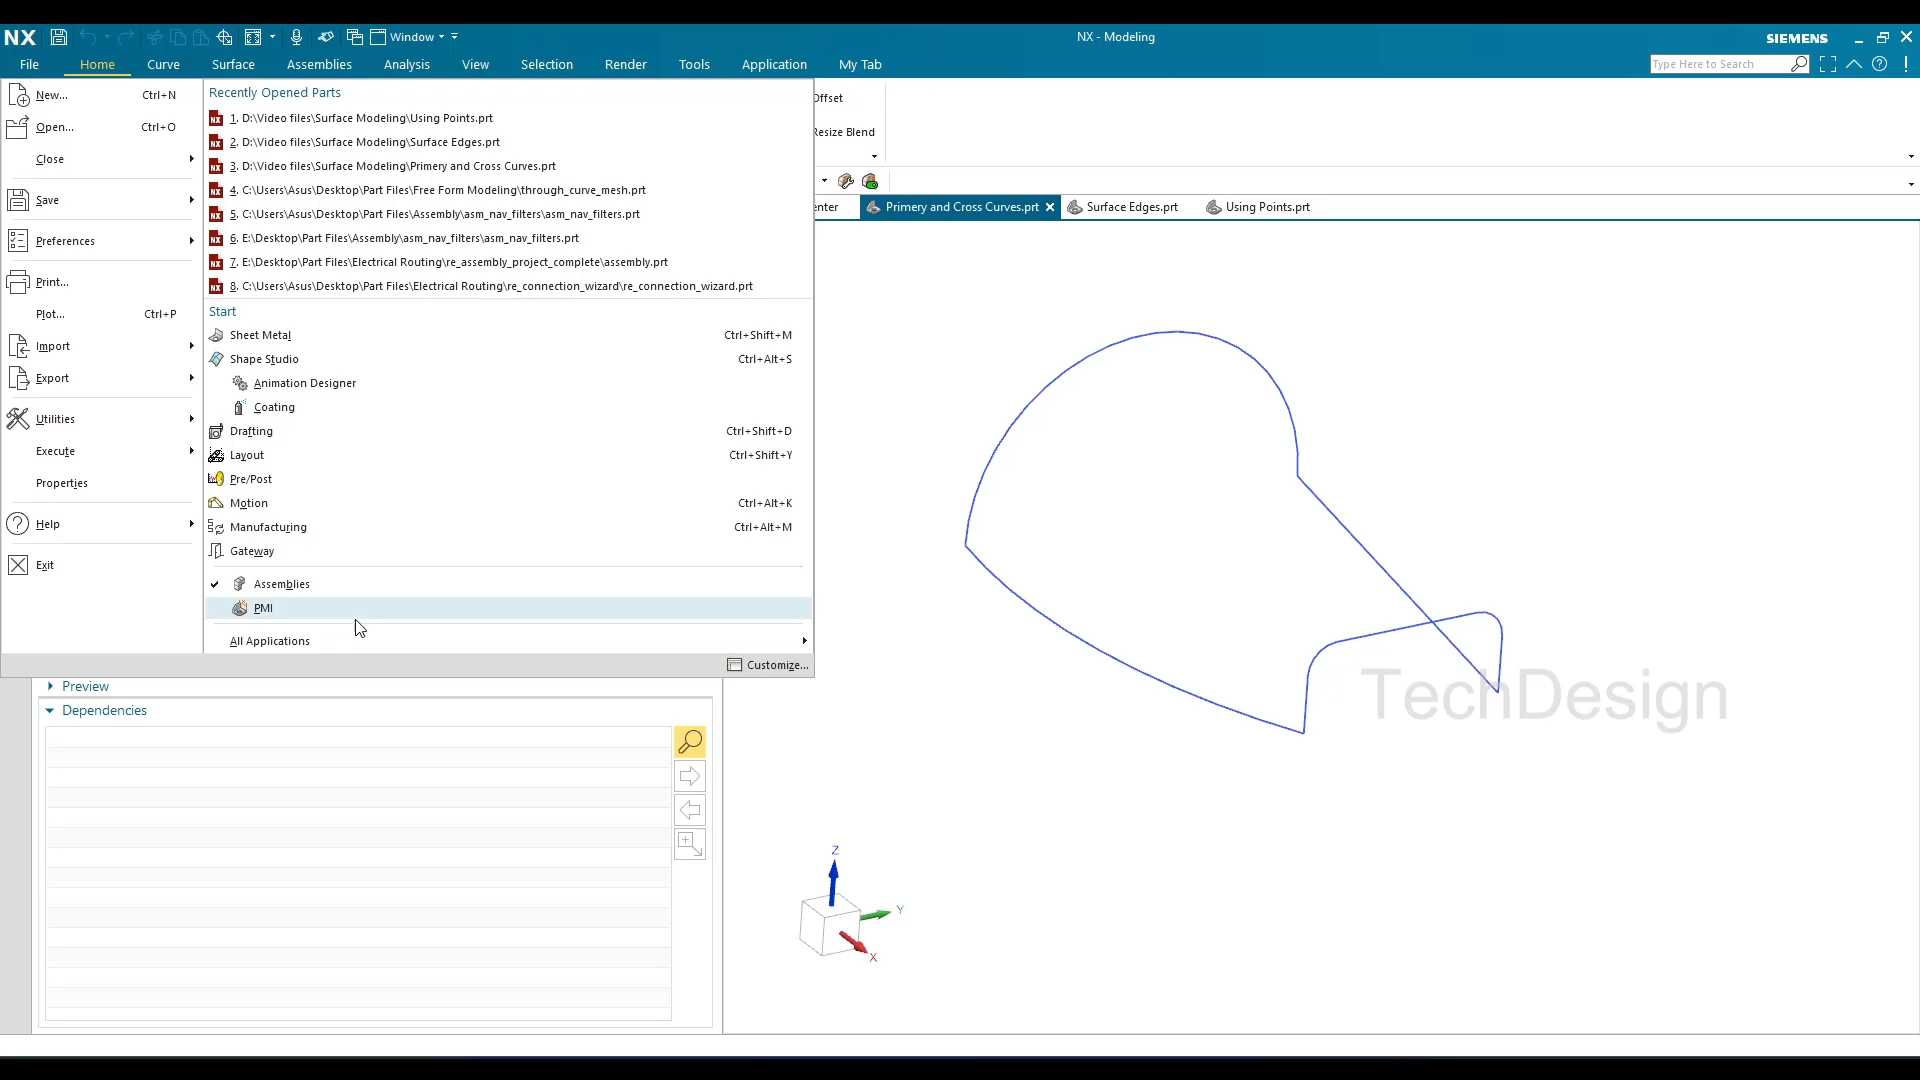 NX
Window
NX - Modeling
SIEMENS
File Home Curve Surface Assemblies Analysis View Selection Render Tools Application My Tab
Type Here to Search
New... Ctrl+N
Open... Ctrl+O
Close
Save
Preferences
Print...
Plot... Ctrl+P
Import
Export
Utilities
Execute
Properties
Help
Exit
Recently Opened Parts
1. D:\Video files\Surface Modeling\Using Points.prt
2. D:\Video files\Surface Modeling\Surface Edges.prt
3. D:\Video files\Surface Modeling\Primery and Cross Curves.prt
4. C:\Users\Asus\Desktop\Part Files\Free Form Modeling\through_curve_mesh.prt
5. C:\Users\Asus\Desktop\Part Files\Assembly\asm_nav_filters\asm_nav_filters.prt
6. E:\Desktop\Part Files\Assembly\asm_nav_filters\asm_nav_filters.prt
7. E:\Desktop\Part Files\Electrical Routing\re_assembly_project_complete\assembly.prt
8. C:\Users\Asus\Desktop\Part Files\Electrical Routing\re_connection_wizard\re_connection_wizard.prt
Start
Sheet Metal Ctrl+Shift+M
Shape Studio Ctrl+Alt+S
Animation Designer
Coating
Drafting Ctrl+Shift+D
Layout Ctrl+Shift+Y
Pre/Post
Motion Ctrl+Alt+K
Manufacturing Ctrl+Alt+M
Gateway
Assemblies
PMI
All Applications
Customize...
Offset
Resize Blend
enter
Primery and Cross Curves.prt
Surface Edges.prt
Using Points.prt
Preview
Dependencies
TechDesign
Z
Y
X